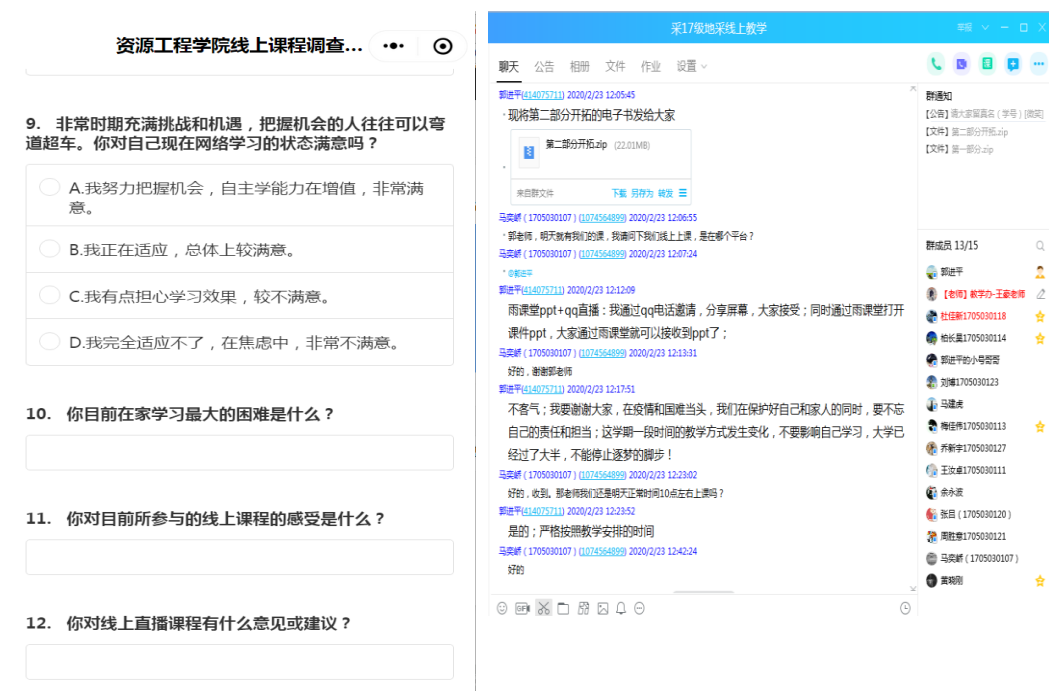 资源工程学院线上课程调查...
9. 非常时期充满挑战和机遇，把握机会的人往往可以弯
道超车。你对自己现在网络学习的状态满意吗？
A.我努力把握机会，自主学能力在增值，非常满
意。
B.我正在适应，总体上较满意。
C.我有点担心学习效果，较不满意。
D.我完全适应不了，在焦虑中，非常不满意。
10. 你目前在家学习最大的困难是什么？
11. 你对目前所参与的线上课程的感受是什么？
12. 你对线上直播课程有什么意见或建议？
采17级地采线上教学
举报
聊天 公告 相册 文件 作业 设置
郭进平(414075711) 2020/2/23 12:05:45
现将第二部分开拓的电子书发给大家
第二部分开拓.zip (22.01MB)
来自群文件 下载 另存为 转发
马奕峤（1705030107）(1074564899) 2020/2/23 12:06:55
郭老师，明天就有我们的课，我请问下我们线上上课，是在哪个平台？
马奕峤（1705030107）(1074564899) 2020/2/23 12:07:24
@郭进平
郭进平(414075711) 2020/2/23 12:12:09
雨课堂ppt+qq直播：我通过qq电话邀请，分享屏幕，大家接受；同时通过雨课堂打开
课件ppt，大家通过雨课堂就可以接收到ppt了；
马奕峤（1705030107）(1074564899) 2020/2/23 12:13:31
好的，谢谢郭老师
郭进平(414075711) 2020/2/23 12:17:51
不客气；我要谢谢大家，在疫情和国难当头，我们在保护好自己和家人的同时，要不忘
自己的责任和担当；这学期一段时间的教学方式发生变化，不要影响自己学习，大学已
经过了大半，不能停止逐梦的脚步！
马奕峤（1705030107）(1074564899) 2020/2/23 12:23:02
好的，收到。那老师我们还是明天正常时间10点左右上课吗？
郭进平(414075711) 2020/2/23 12:23:52
是的；严格按照教学安排的时间
马奕峤（1705030107）(1074564899) 2020/2/23 12:42:24
好的
GIF
群通知
【公告】请大家留真名（学号）[微笑]
【文件】第二部分开拓.zip
【文件】第一部分.zip
群成员 13/15
郭进平
【老师】教学办-王豪老师
杜佳新1705030118
柏长昊1705030114
郭进平的小号哥哥
刘博1705030123
马建虎
梅佳伟1705030113
乔新宇1705030127
王汝卓1705030111
余永波
张吕（1705030120）
周胜章1705030121
马奕峤（1705030107）
黄晓刚